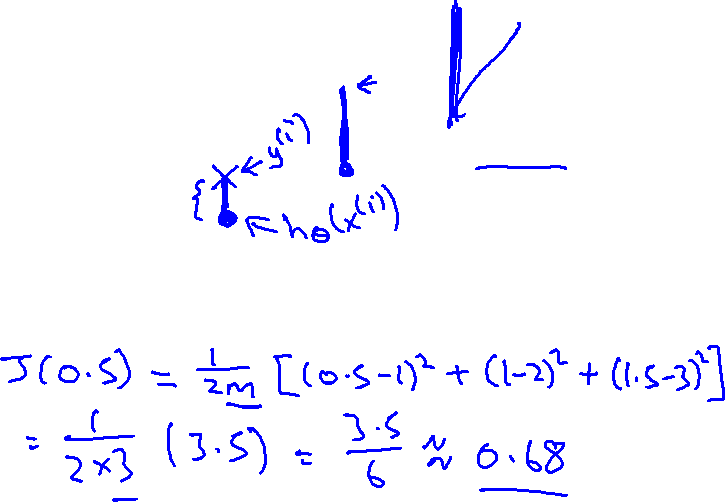 y^(i)
h_θ(x^(i))
J(0.5) = 1/2m [(0.5-1)² + (1-2)² + (1.5-3)²]
= 1/2×3 (3.5) = 3.5/6 ≈ 0.68